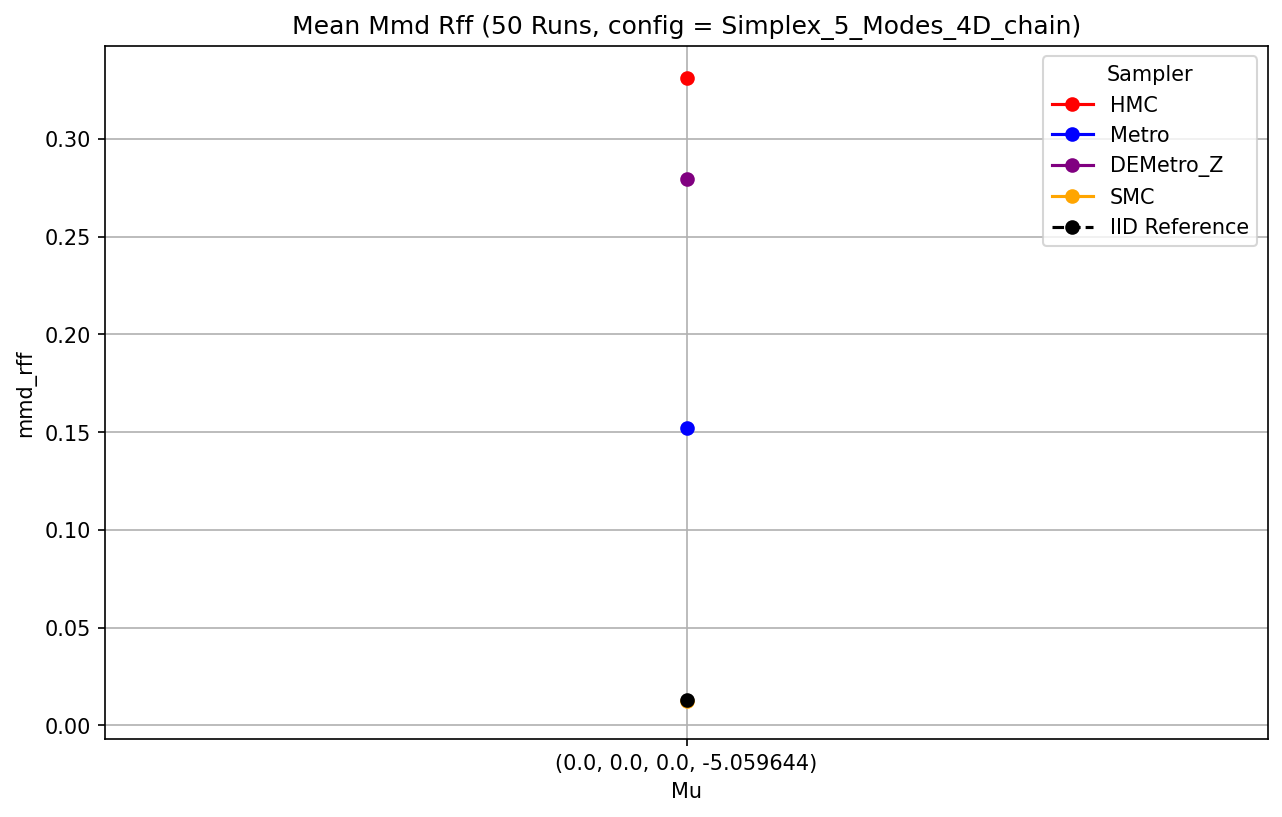 Mean Mmd Rff (50 Runs, config = Simplex_5_Modes_4D_chain)
Sampler
HMC
Metro
DEMetro_Z
SMC
IID Reference
mmd_rff
0.30
0.25
0.20
0.15
0.10
0.05
0.00
(0.0, 0.0, 0.0, -5.059644)
Mu